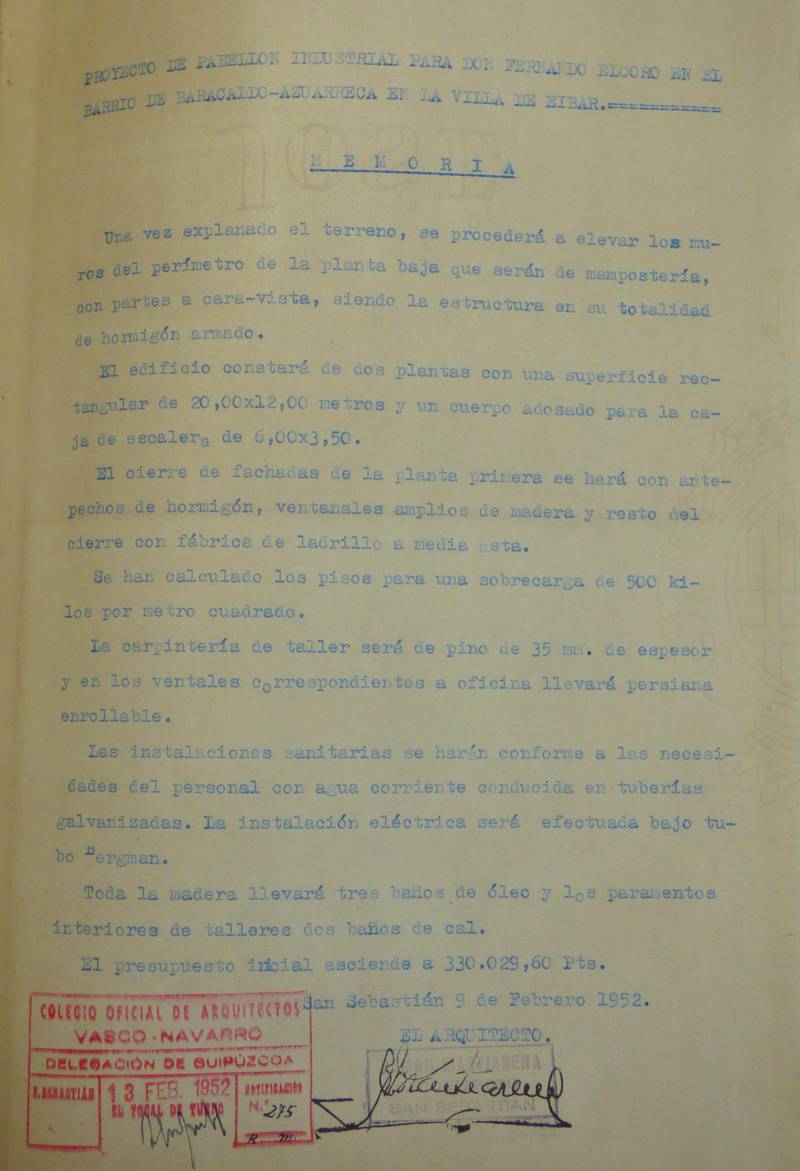 PROYECTO DE PABELLON INDUSTRIAL PARA DON FERNANDO ELCORO EN EL
BARRIO DE BARACALDO-AZUARRECA EN LA VILLA DE EIBAR.============
M E M O R I A
Una vez explanado el terreno, se procederá a elevar los mu-
ros del perímetro de la planta baja que serán de mampostería,
con partes a cara-vista, siendo la estructura en su totalidad
de hormigón armado.
El edificio constará de dos plantas con una superficie rec-
tangular de 20,00x12,00 metros y un cuerpo adosado para la ca-
ja de escalera de 6,00x3,50.
El cierre de fachadas de la planta primera se hará con ante-
pechos de hormigón, ventanales amplios de madera y resto del
cierre con fábrica de ladrillo a media asta.
Se han calculado los pisos para una sobrecarga de 500 ki-
los por metro cuadrado.
La carpintería de taller será de pino de 35 mm. de espesor
y en los ventales correspondientes a oficina llevará persiana
enrollable.
Las instalaciones sanitarias se harán conforme a las necesi-
dades del personal con agua corriente conducida en tuberías
galvanizadas. La instalación eléctrica será efectuada bajo tu-
bo Bergman.
Toda la madera llevará tres baños de óleo y los paramentos
interiores de talleres dos baños de cal.
El presupuesto inicial asciende a 330.029,60 Pts.
San Sebastián 9 de Febrero 1952.
EL ARQUITECTO.
COLEGIO OFICIAL DE ARQUITECTOS
VASCO-NAVARRO
DELEGACIÓN DE GUIPÚZCOA
S. SEBASTIÁN
13 FEB. 1952
EL VOCAL DE TURNO
Nº 275
R. M.
SAN SEBASTIAN